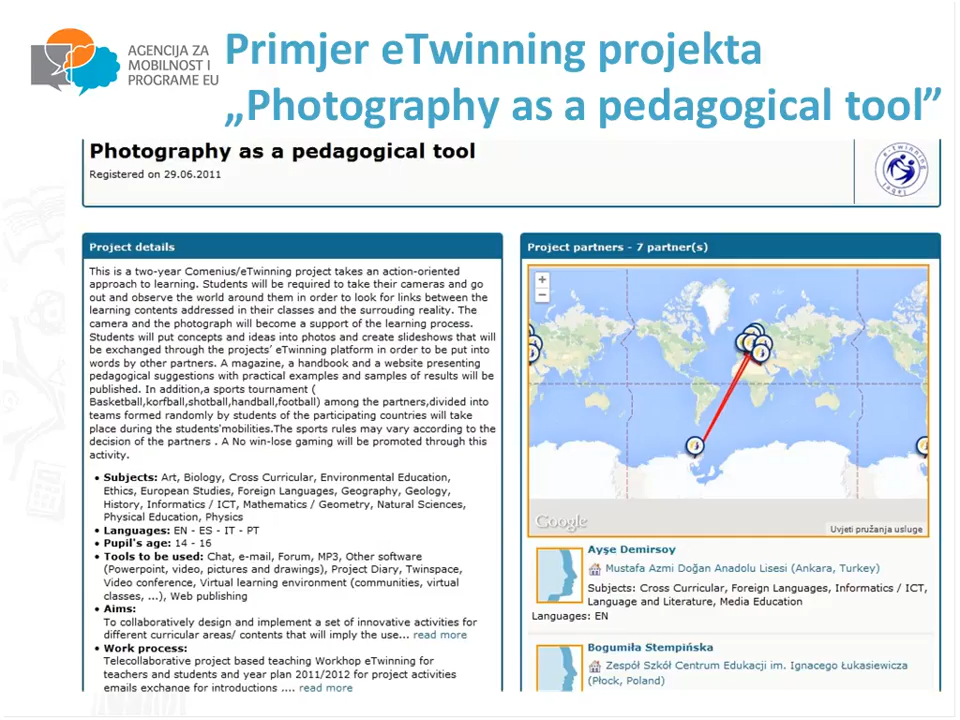 AGENCIJA ZA
MOBILNOST I
PROGRAME EU
Primjer eTwinning projekta
„Photography as a pedagogical tool”
Photography as a pedagogical tool
Registered on 29.06.2011
e-twinning
label
Project details
This is a two-year Comenius/eTwinning project takes an action-oriented
approach to learning. Students will be required to take their cameras and go
out and observe the world around them in order to look for links between the
learning contents addressed in their classes and the surrouding reality. The
camera and the photograph will become a support of the learning process.
Students will put concepts and ideas into photos and create slideshows that will
be exchanged through the projects’ eTwinning platform in order to be put into
words by other partners. A magazine, a handbook and a website presenting
pedagogical suggestions with practical examples and samples of results will be
published. In addition,a sports tournament (
Basketball,korfball,shotball,handball,football) among the partners,divided into
teams formed randomly by students of the participating countries will take
place during the students'mobilities.The sports rules may vary according to the
decision of the partners . A No win-lose gaming will be promoted through this
activity.
• Subjects: Art, Biology, Cross Curricular, Environmental Education,
Ethics, European Studies, Foreign Languages, Geography, Geology,
History, Informatics / ICT, Mathematics / Geometry, Natural Sciences,
Physical Education, Physics
• Languages: EN - ES - IT - PT
• Pupil's age: 14 - 16
• Tools to be used: Chat, e-mail, Forum, MP3, Other software
(Powerpoint, video, pictures and drawings), Project Diary, Twinspace,
Video conference, Virtual learning environment (communities, virtual
classes, ...), Web publishing
• Aims:
To collaboratively design and implement a set of innovative activities for
different curricular areas/ contents that will imply the use... read more
• Work process:
Telecollaborative project based teaching Workhop eTwinning for
teachers and students and year plan 2011/2012 for project activities
emails exchange for introductions .... read more
Project partners - 7 partner(s)
+
−
Google
Uvjeti pružanja usluge
Ayşe Demirsoy
Mustafa Azmi Doğan Anadolu Lisesi (Ankara, Turkey)
Subjects: Cross Curricular, Foreign Languages, Informatics / ICT,
Language and Literature, Media Education
Languages: EN
Bogumiła Stempińska
Zespół Szkół Centrum Edukacji im. Ignacego Łukasiewicza
(Płock, Poland)